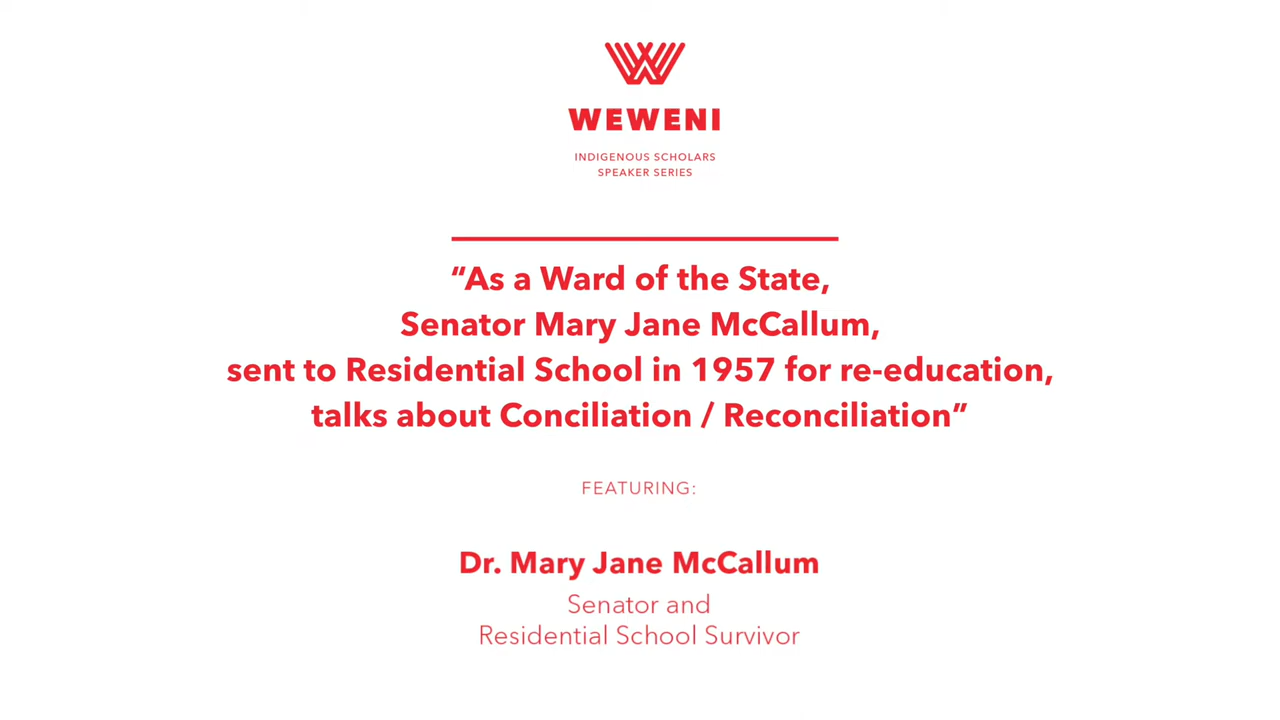 WEWENI
INDIGENOUS SCHOLARS
SPEAKER SERIES
“As a Ward of the State,
Senator Mary Jane McCallum,
sent to Residential School in 1957 for re-education,
talks about Conciliation / Reconciliation”
FEATURING:
Dr. Mary Jane McCallum
Senator and
Residential School Survivor